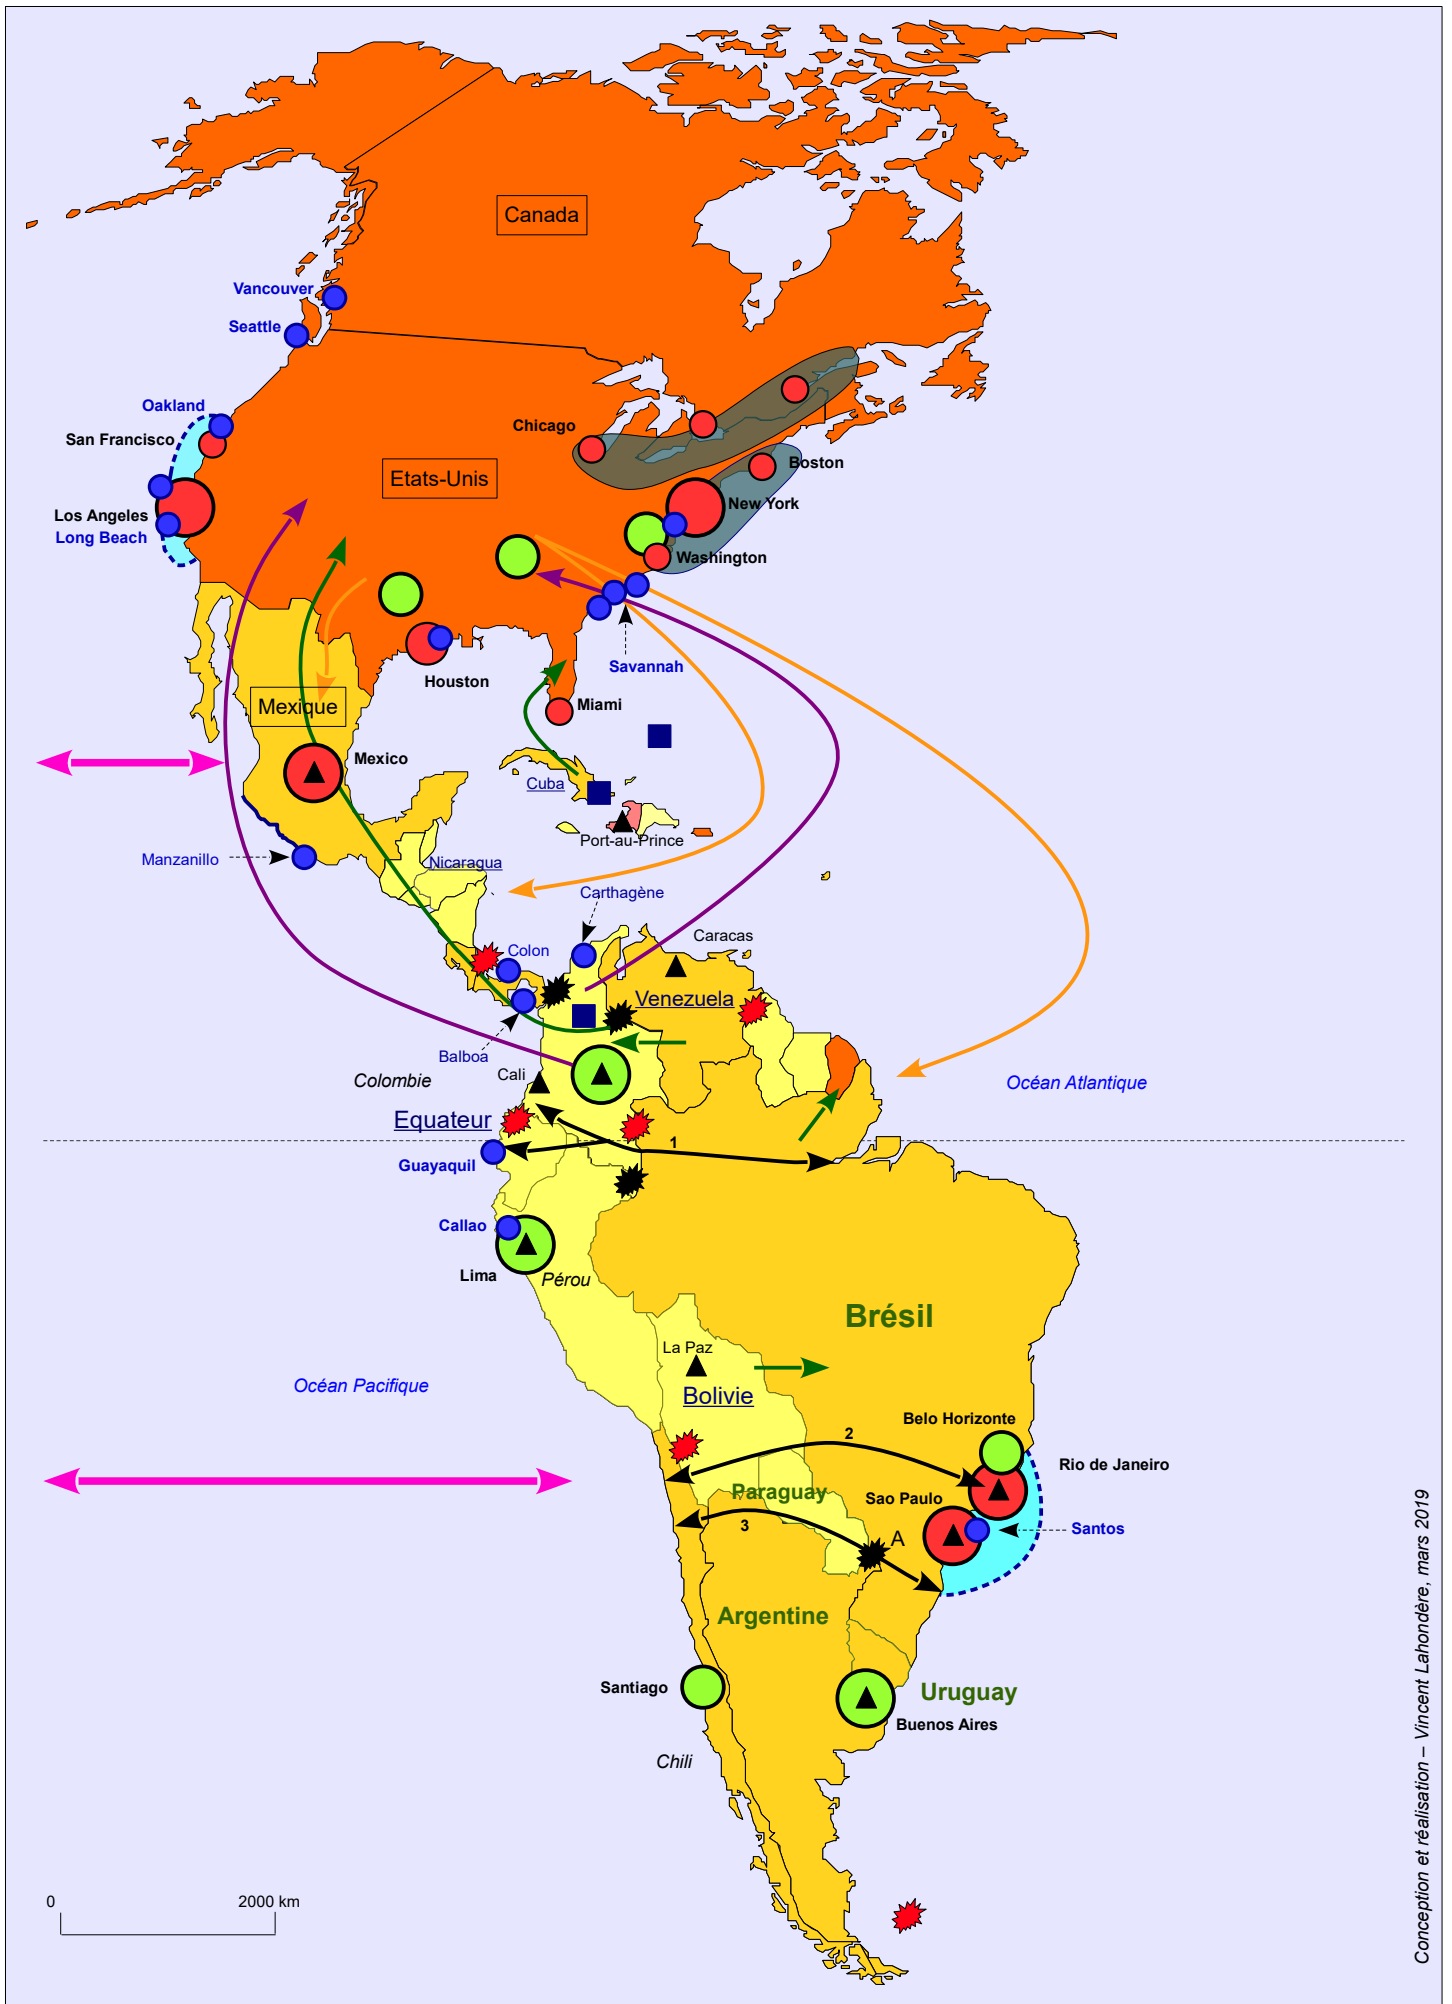 Canada
Vancouver
Seattle
Oakland
San Francisco
Chicago
Boston
Etats-Unis
New York
Los Angeles
Long Beach
Washington
Savannah
Houston
Miami
Mexique
Mexico
Cuba
Port-au-Prince
Manzanillo
Nicaragua
Carthagène
Caracas
Colon
Venezuela
Balboa
Colombie
Cali
Océan Atlantique
Equateur
1
Guayaquil
Callao
Lima
Pérou
Brésil
La Paz
Océan Pacifique
Bolivie
Belo Horizonte
2
Rio de Janeiro
Paraguay
Sao Paulo
3
Santos
A
Argentine
Santiago
Uruguay
Buenos Aires
Chili
0
2000 km
Conception et réalisation – Vincent Lahondère, mars 2019